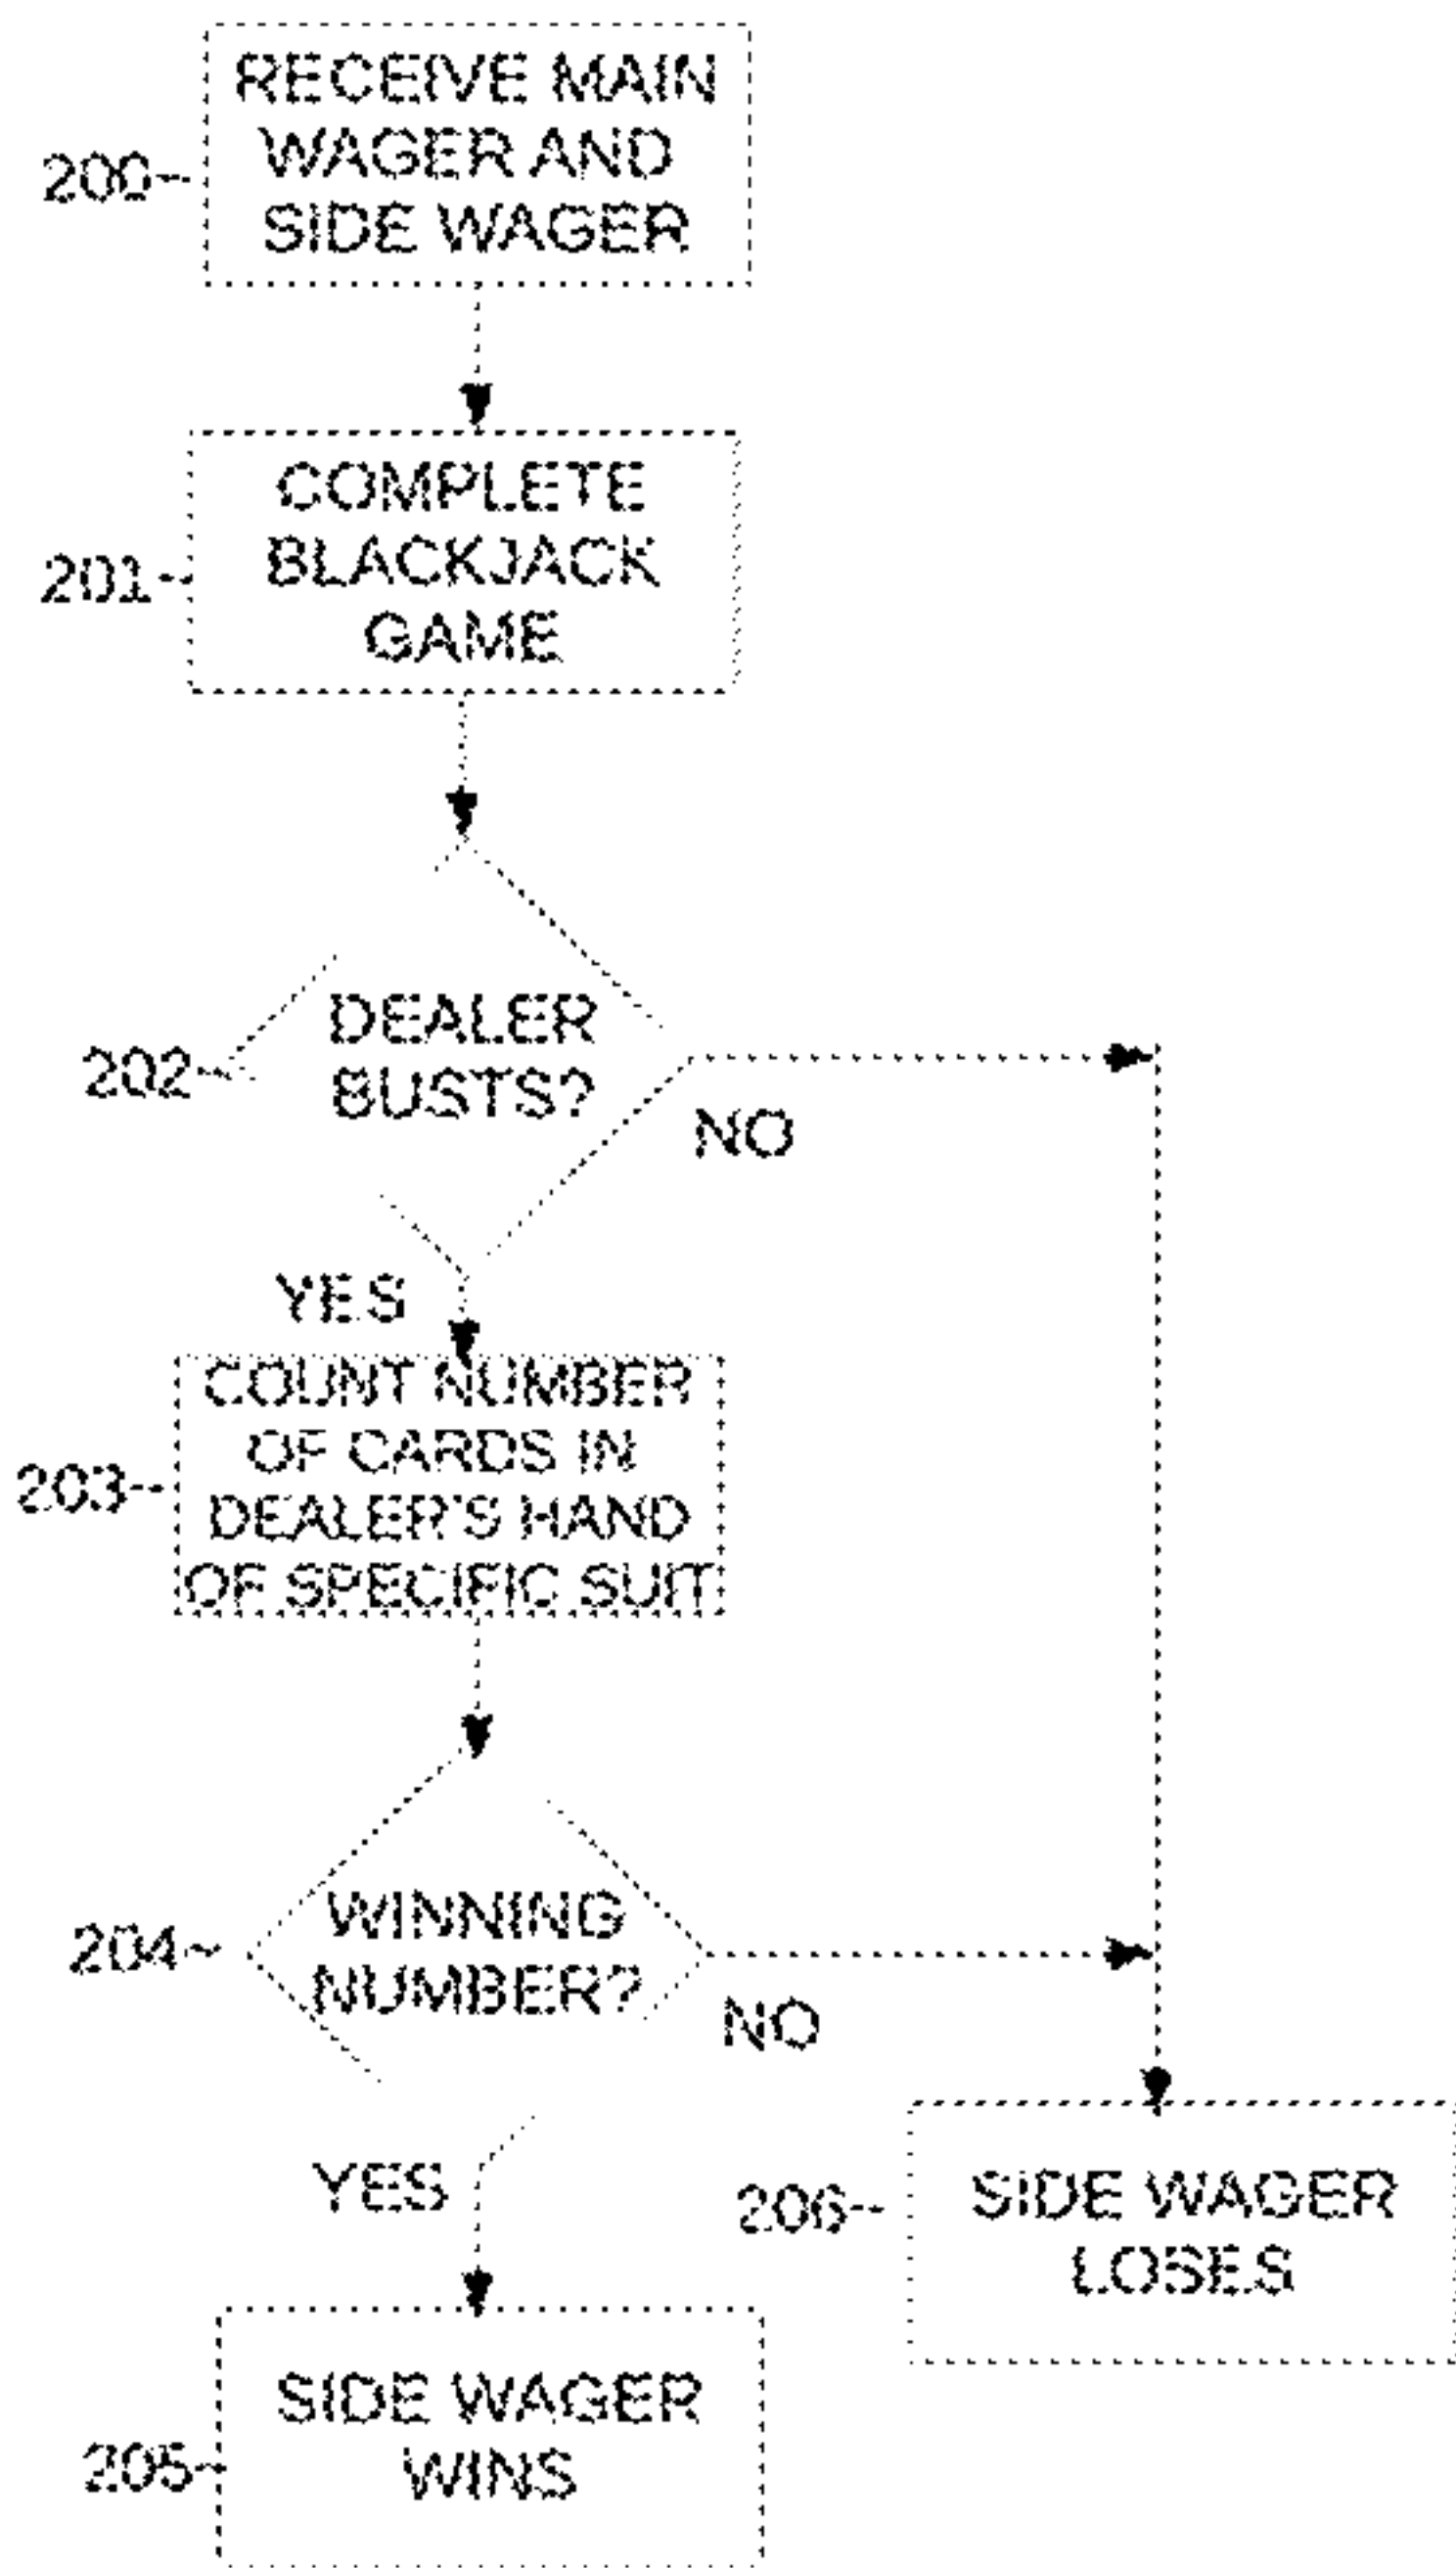 RECEIVE MAIN
WAGER AND
SIDE WAGER
200
COMPLETE
BLACKJACK
GAME
201
DEALER
BUSTS?
202
NO
YES
COUNT NUMBER
OF CARDS IN
DEALER'S HAND
OF SPECIFIC SUIT
203
WINNING
NUMBER?
204
NO
YES
206
SIDE WAGER
LOSES
SIDE WAGER
WINS
205